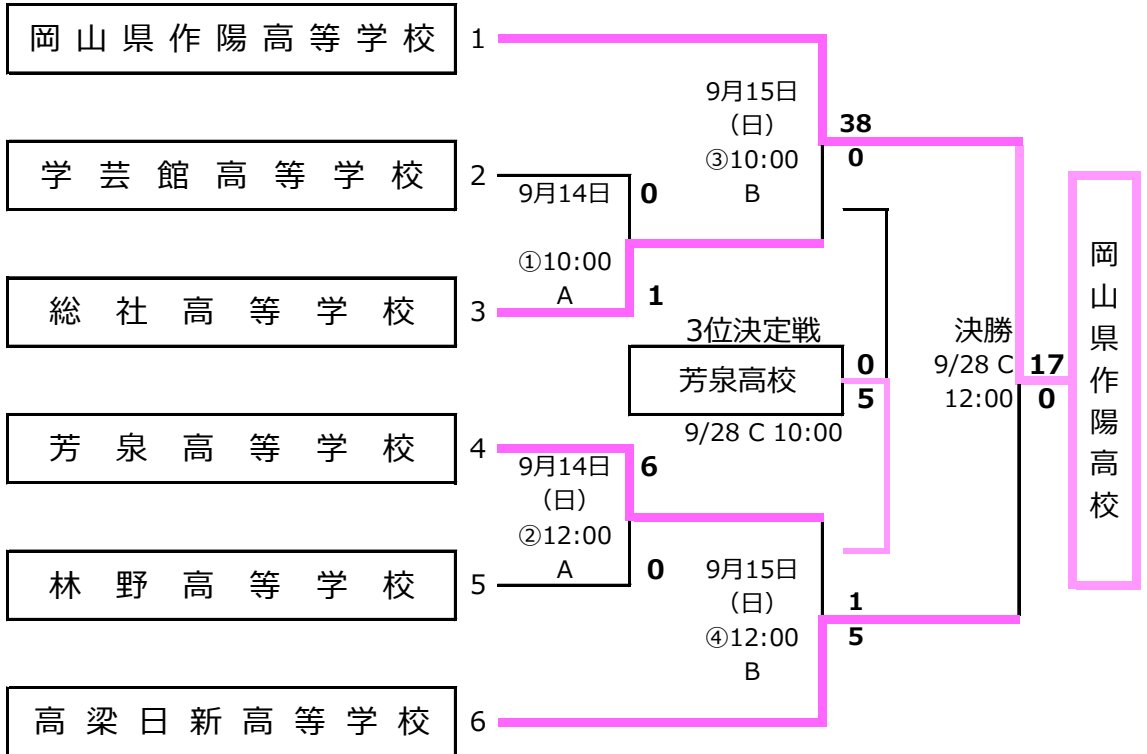 岡山県作陽高等学校
1
9月15日
(日)
③10:00
B
38
0
学芸館高等学校
2
9月14日
①10:00
A
0
総社高等学校
3
1
3位決定戦
芳泉高校
0
5
9/28 C 10:00
決勝
9/28 C
12:00
17
0
岡山県作陽高校
芳泉高等学校
4
9月14日
(日)
②12:00
A
6
0
林野高等学校
5
9月15日
(日)
④12:00
B
1
5
高梁日新高等学校
6